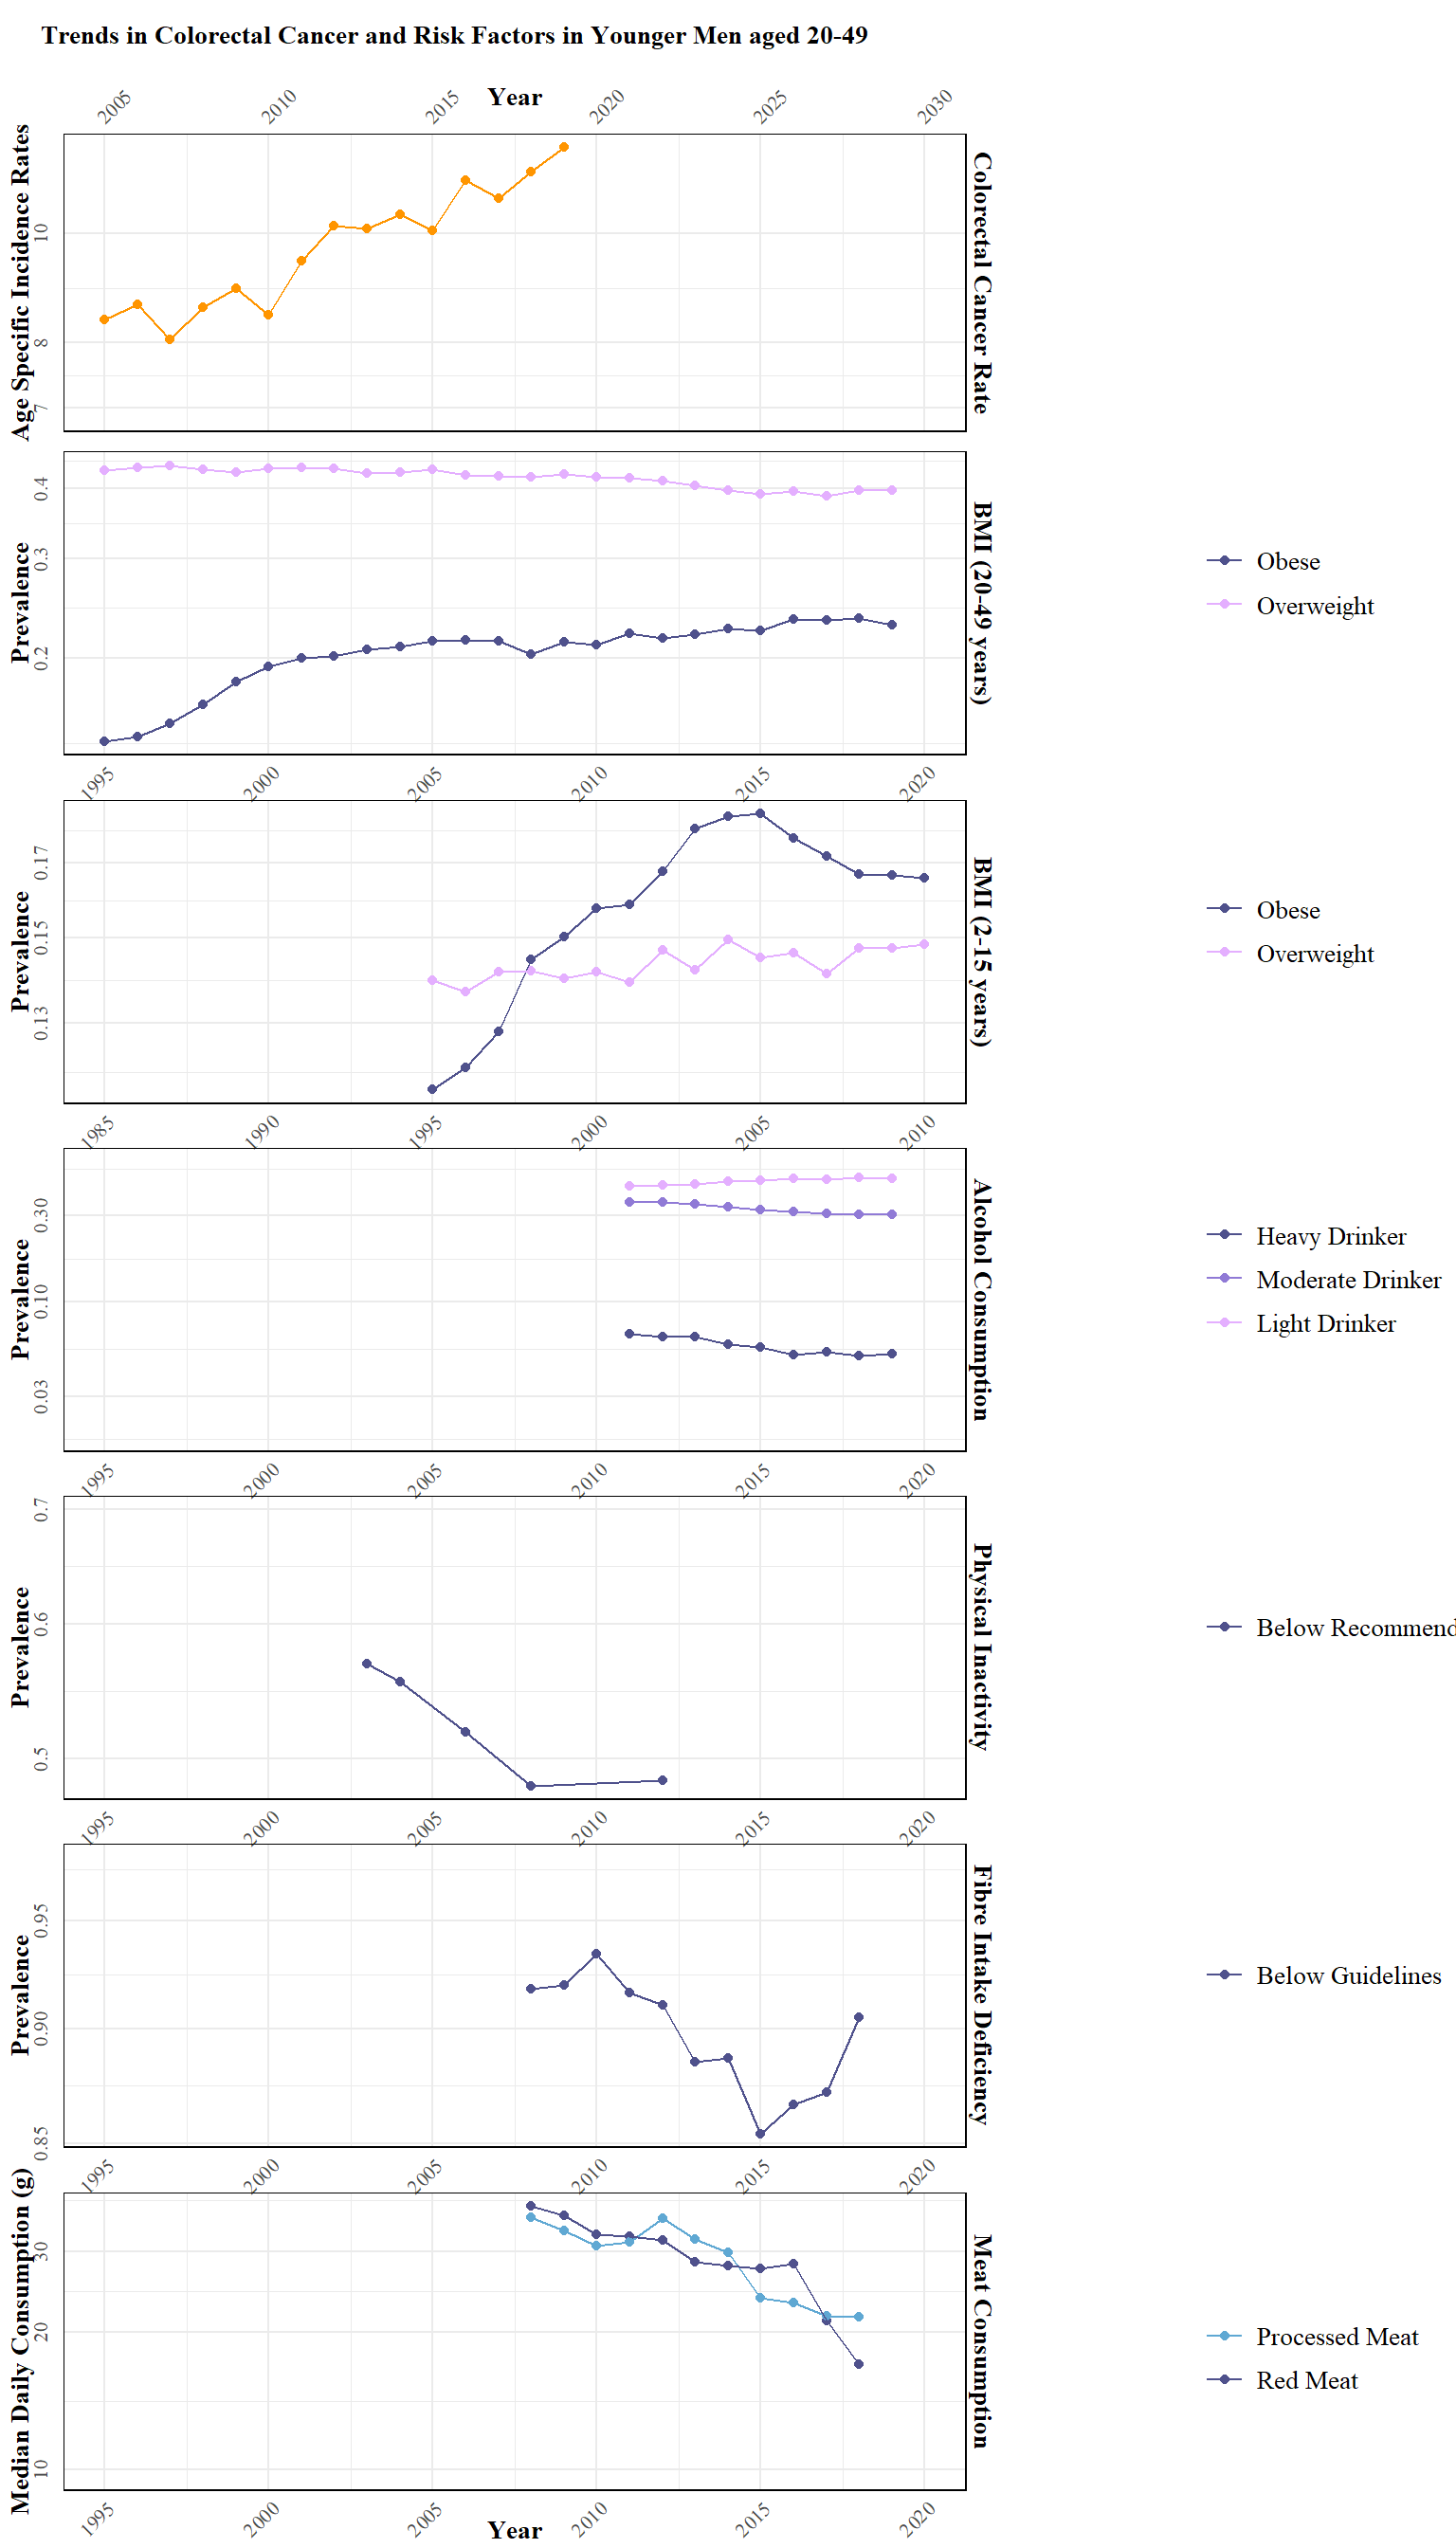 Trends in Colorectal Cancer and Risk Factors in Younger Men aged 20-49
Year
2005 2010 2015 2020 2025 2030
Age Specific Incidence Rates
10
8
7
Colorectal Cancer Rate
Prevalence
0.4
0.3
0.2
BMI (20-49 years)
Obese
Overweight
1995 2000 2005 2010 2015 2020
Prevalence
0.17
0.15
0.13
BMI (2-15 years)
Obese
Overweight
1985 1990 1995 2000 2005 2010
Prevalence
0.30
0.10
0.03
Alcohol Consumption
Heavy Drinker
Moderate Drinker
Light Drinker
1995 2000 2005 2010 2015 2020
Prevalence
0.7
0.6
0.5
Physical Inactivity
Below Recommend
1995 2000 2005 2010 2015 2020
Prevalence
0.95
0.90
0.85
Fibre Intake Deficiency
Below Guidelines
1995 2000 2005 2010 2015 2020
Median Daily Consumption (g)
30
20
10
Meat Consumption
Processed Meat
Red Meat
1995 2000 2005 2010 2015 2020
Year